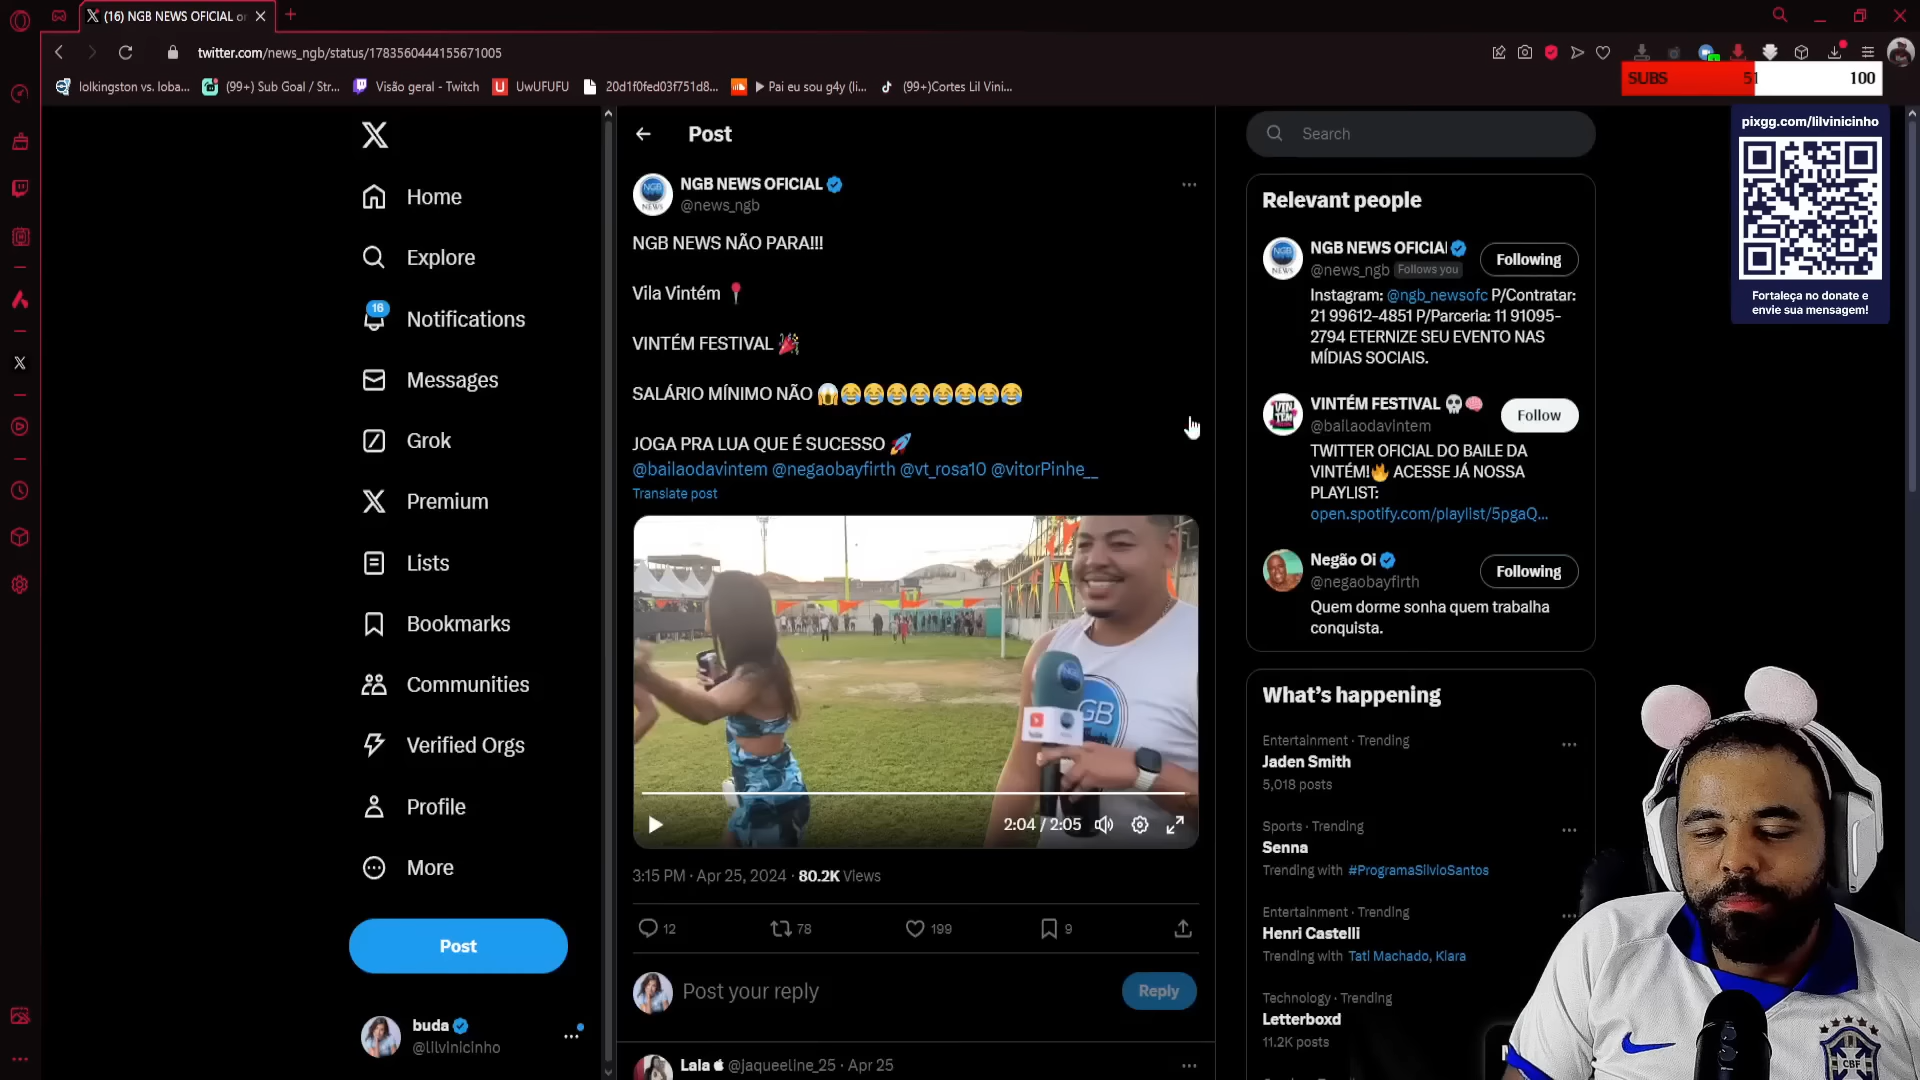 (16) NGB NEWS OFICIAL o
twitter.com/news_ngb/status/1783560444155671005
lolkingston vs. loba...
(99+) Sub Goal / Str...
Visão geral - Twitch
UwUFUFU
20d1f0fed03f751d8...
▶ Pai eu sou g4y (li...
(99+)Cortes Lil Vini...
SUBS 51 100
pixgg.com/lilvinicinho
Fortaleça no donate e
envie sua mensagem!
Home
Explore
16
Notifications
Messages
Grok
Premium
Lists
Bookmarks
Communities
Verified Orgs
Profile
More
Post
buda
@lilvinicinho
Post
NGB NEWS OFICIAL
@news_ngb
NGB NEWS NÃO PARA!!!
Vila Vintém 📍
VINTÉM FESTIVAL 🎉
SALÁRIO MÍNIMO NÃO 😱😂😂😂😂😂😂😂😂
JOGA PRA LUA QUE É SUCESSO 🚀
@bailaodavintem @negaobayfirth @vt_rosa10 @vitorPinhe__
Translate post
NGB
NEWS
GB
YouTube
2:04 / 2:05
3:15 PM · Apr 25, 2024 · 80.2K Views
12
78
199
9
Post your reply
Reply
Lala @jaqueeline_25 · Apr 25
Search
Relevant people
NGB NEWS OFICIAL
@news_ngb Follows you
Following
Instagram: @ngb_newsofc P/Contratar:
21 99612-4851 P/Parceria: 11 91095-
2794 ETERNIZE SEU EVENTO NAS
MÍDIAS SOCIAIS.
VINTÉM FESTIVAL 💀🧠
@bailaodavintem
Follow
TWITTER OFICIAL DO BAILE DA
VINTÉM!🔥 ACESSE JÁ NOSSA
PLAYLIST:
open.spotify.com/playlist/5pgaQ...
Negão Oi
@negaobayfirth
Following
Quem dorme sonha quem trabalha
conquista.
What's happening
Entertainment · Trending
Jaden Smith
5,018 posts
Sports · Trending
Senna
Trending with #ProgramaSilvioSantos
Entertainment · Trending
Henri Castelli
Trending with Tati Machado, Klara
Technology · Trending
Letterboxd
11.2K posts
CBF